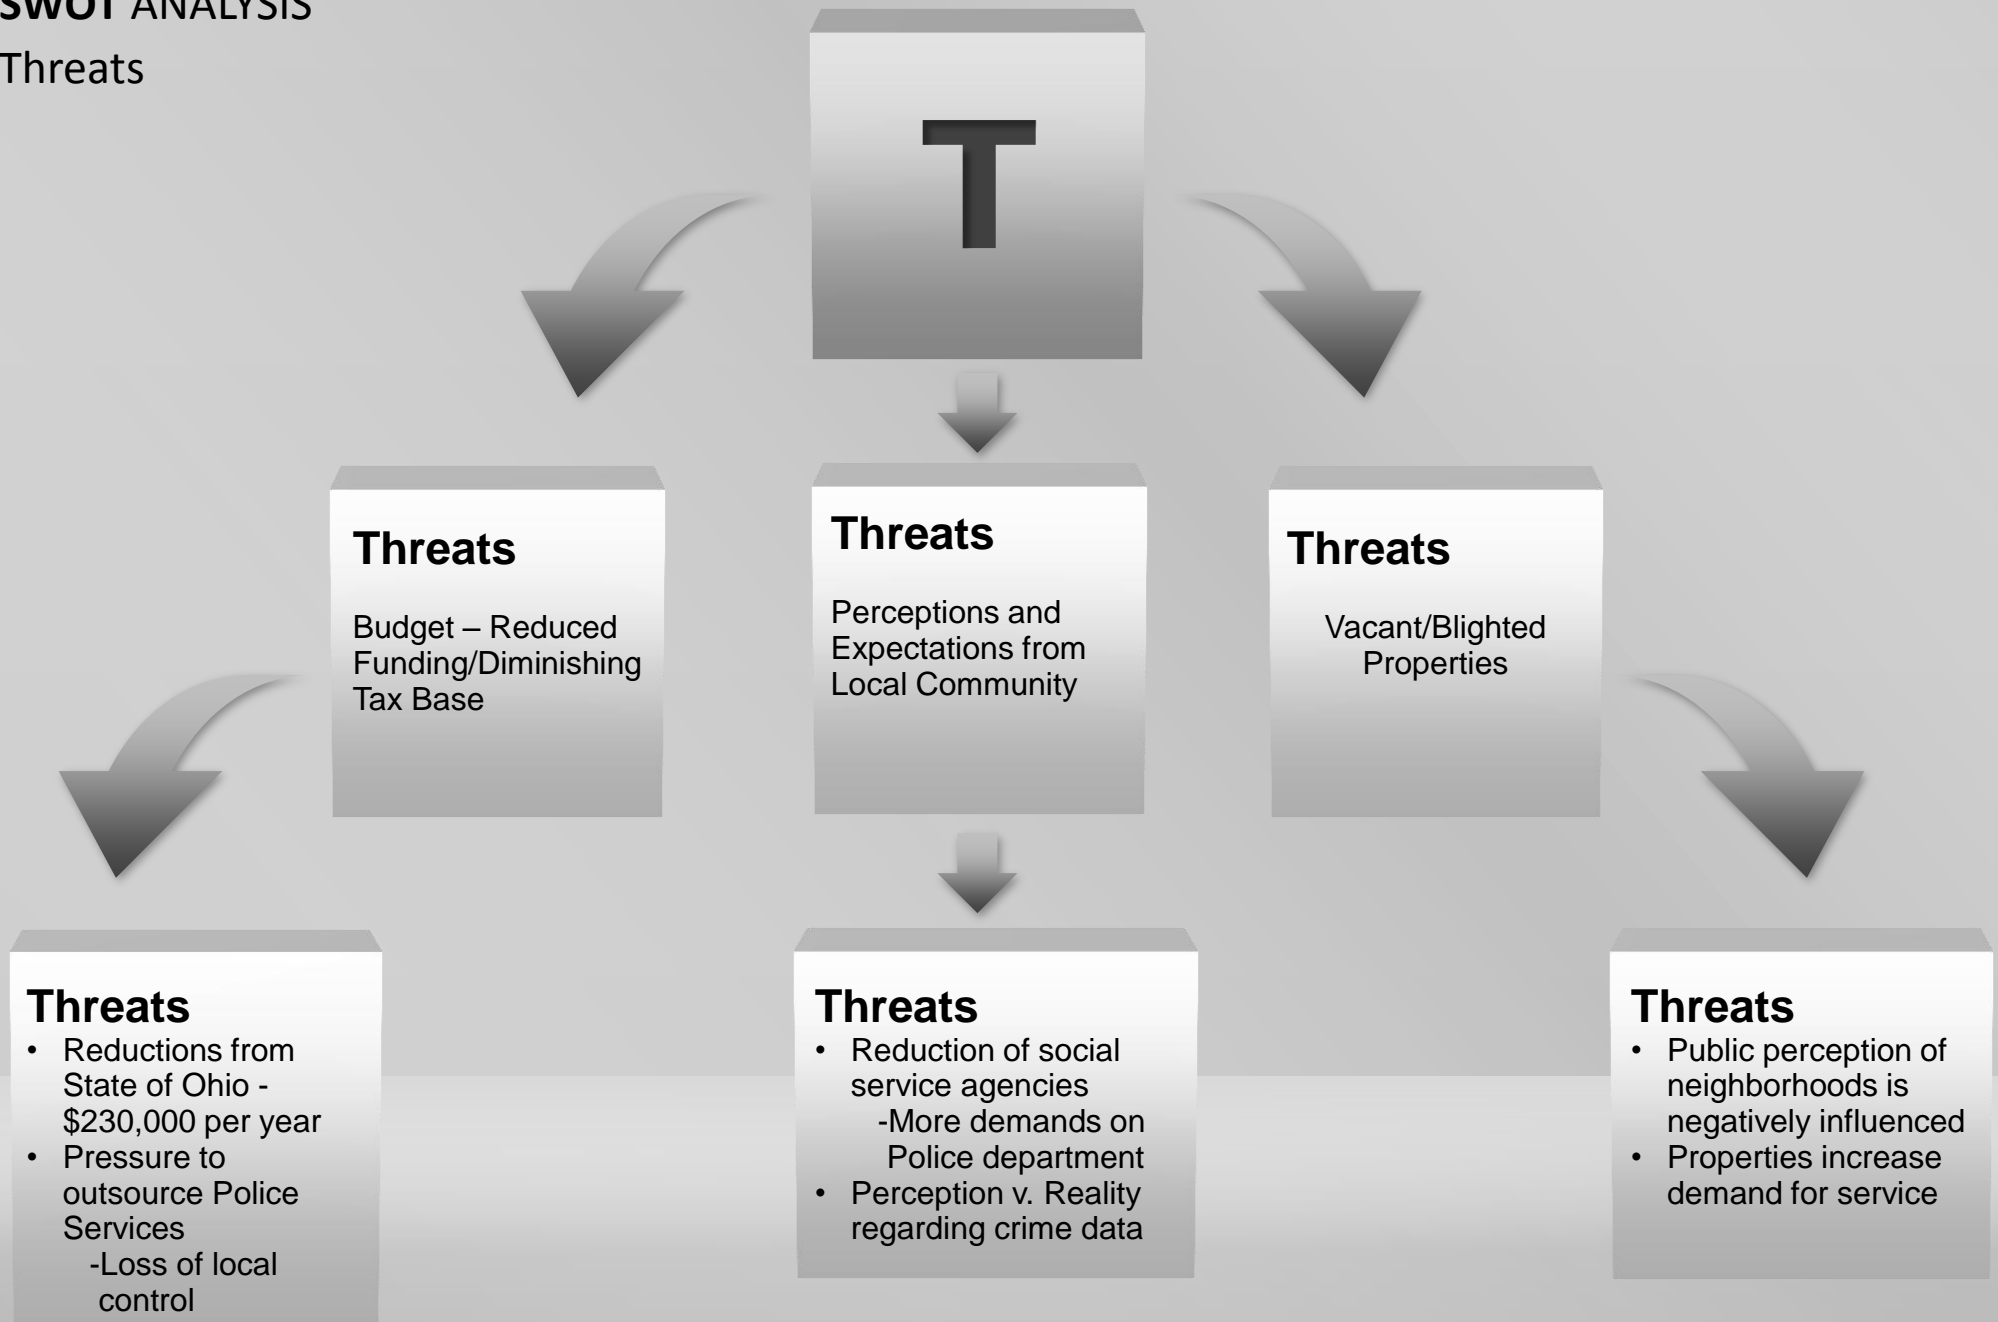 SWOT ANALYSIS
Threats
T
Threats
Budget – Reduced
Funding/Diminishing
Tax Base
Threats
Perceptions and
Expectations from
Local Community
Threats
Vacant/Blighted
Properties
Threats
• Reductions from
State of Ohio -
$230,000 per year
• Pressure to
outsource Police
Services
-Loss of local
control
Threats
• Reduction of social
service agencies
-More demands on
Police department
• Perception v. Reality
regarding crime data
Threats
• Public perception of
neighborhoods is
negatively influenced
• Properties increase
demand for service